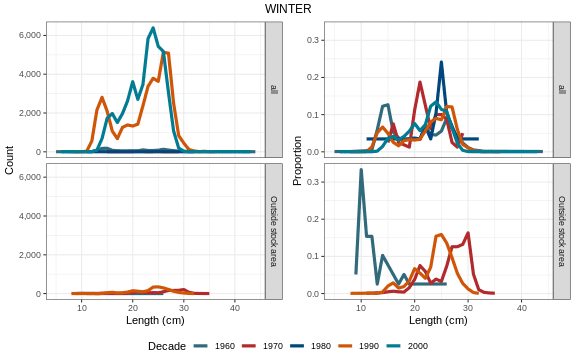 WINTER
Count
6,000
4,000
2,000
0
all
6,000
4,000
2,000
0
Outside stock area
10 20 30 40
Length (cm)
Proportion
0.3
0.2
0.1
0.0
all
0.3
0.2
0.1
0.0
Outside stock area
10 20 30 40
Length (cm)
Decade 1960 1970 1980 1990 2000